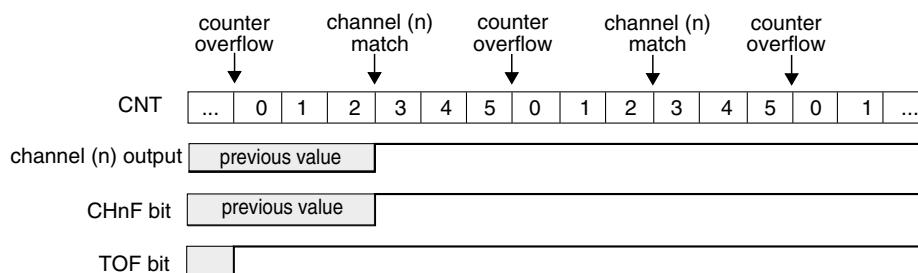 counter overflow
channel (n) match
counter overflow
channel (n) match
counter overflow
CNT ... 0 1 2 3 4 5 0 1 2 3 4 5 0 1 ...
channel (n) output previous value
CHnF bit previous value
TOF bit